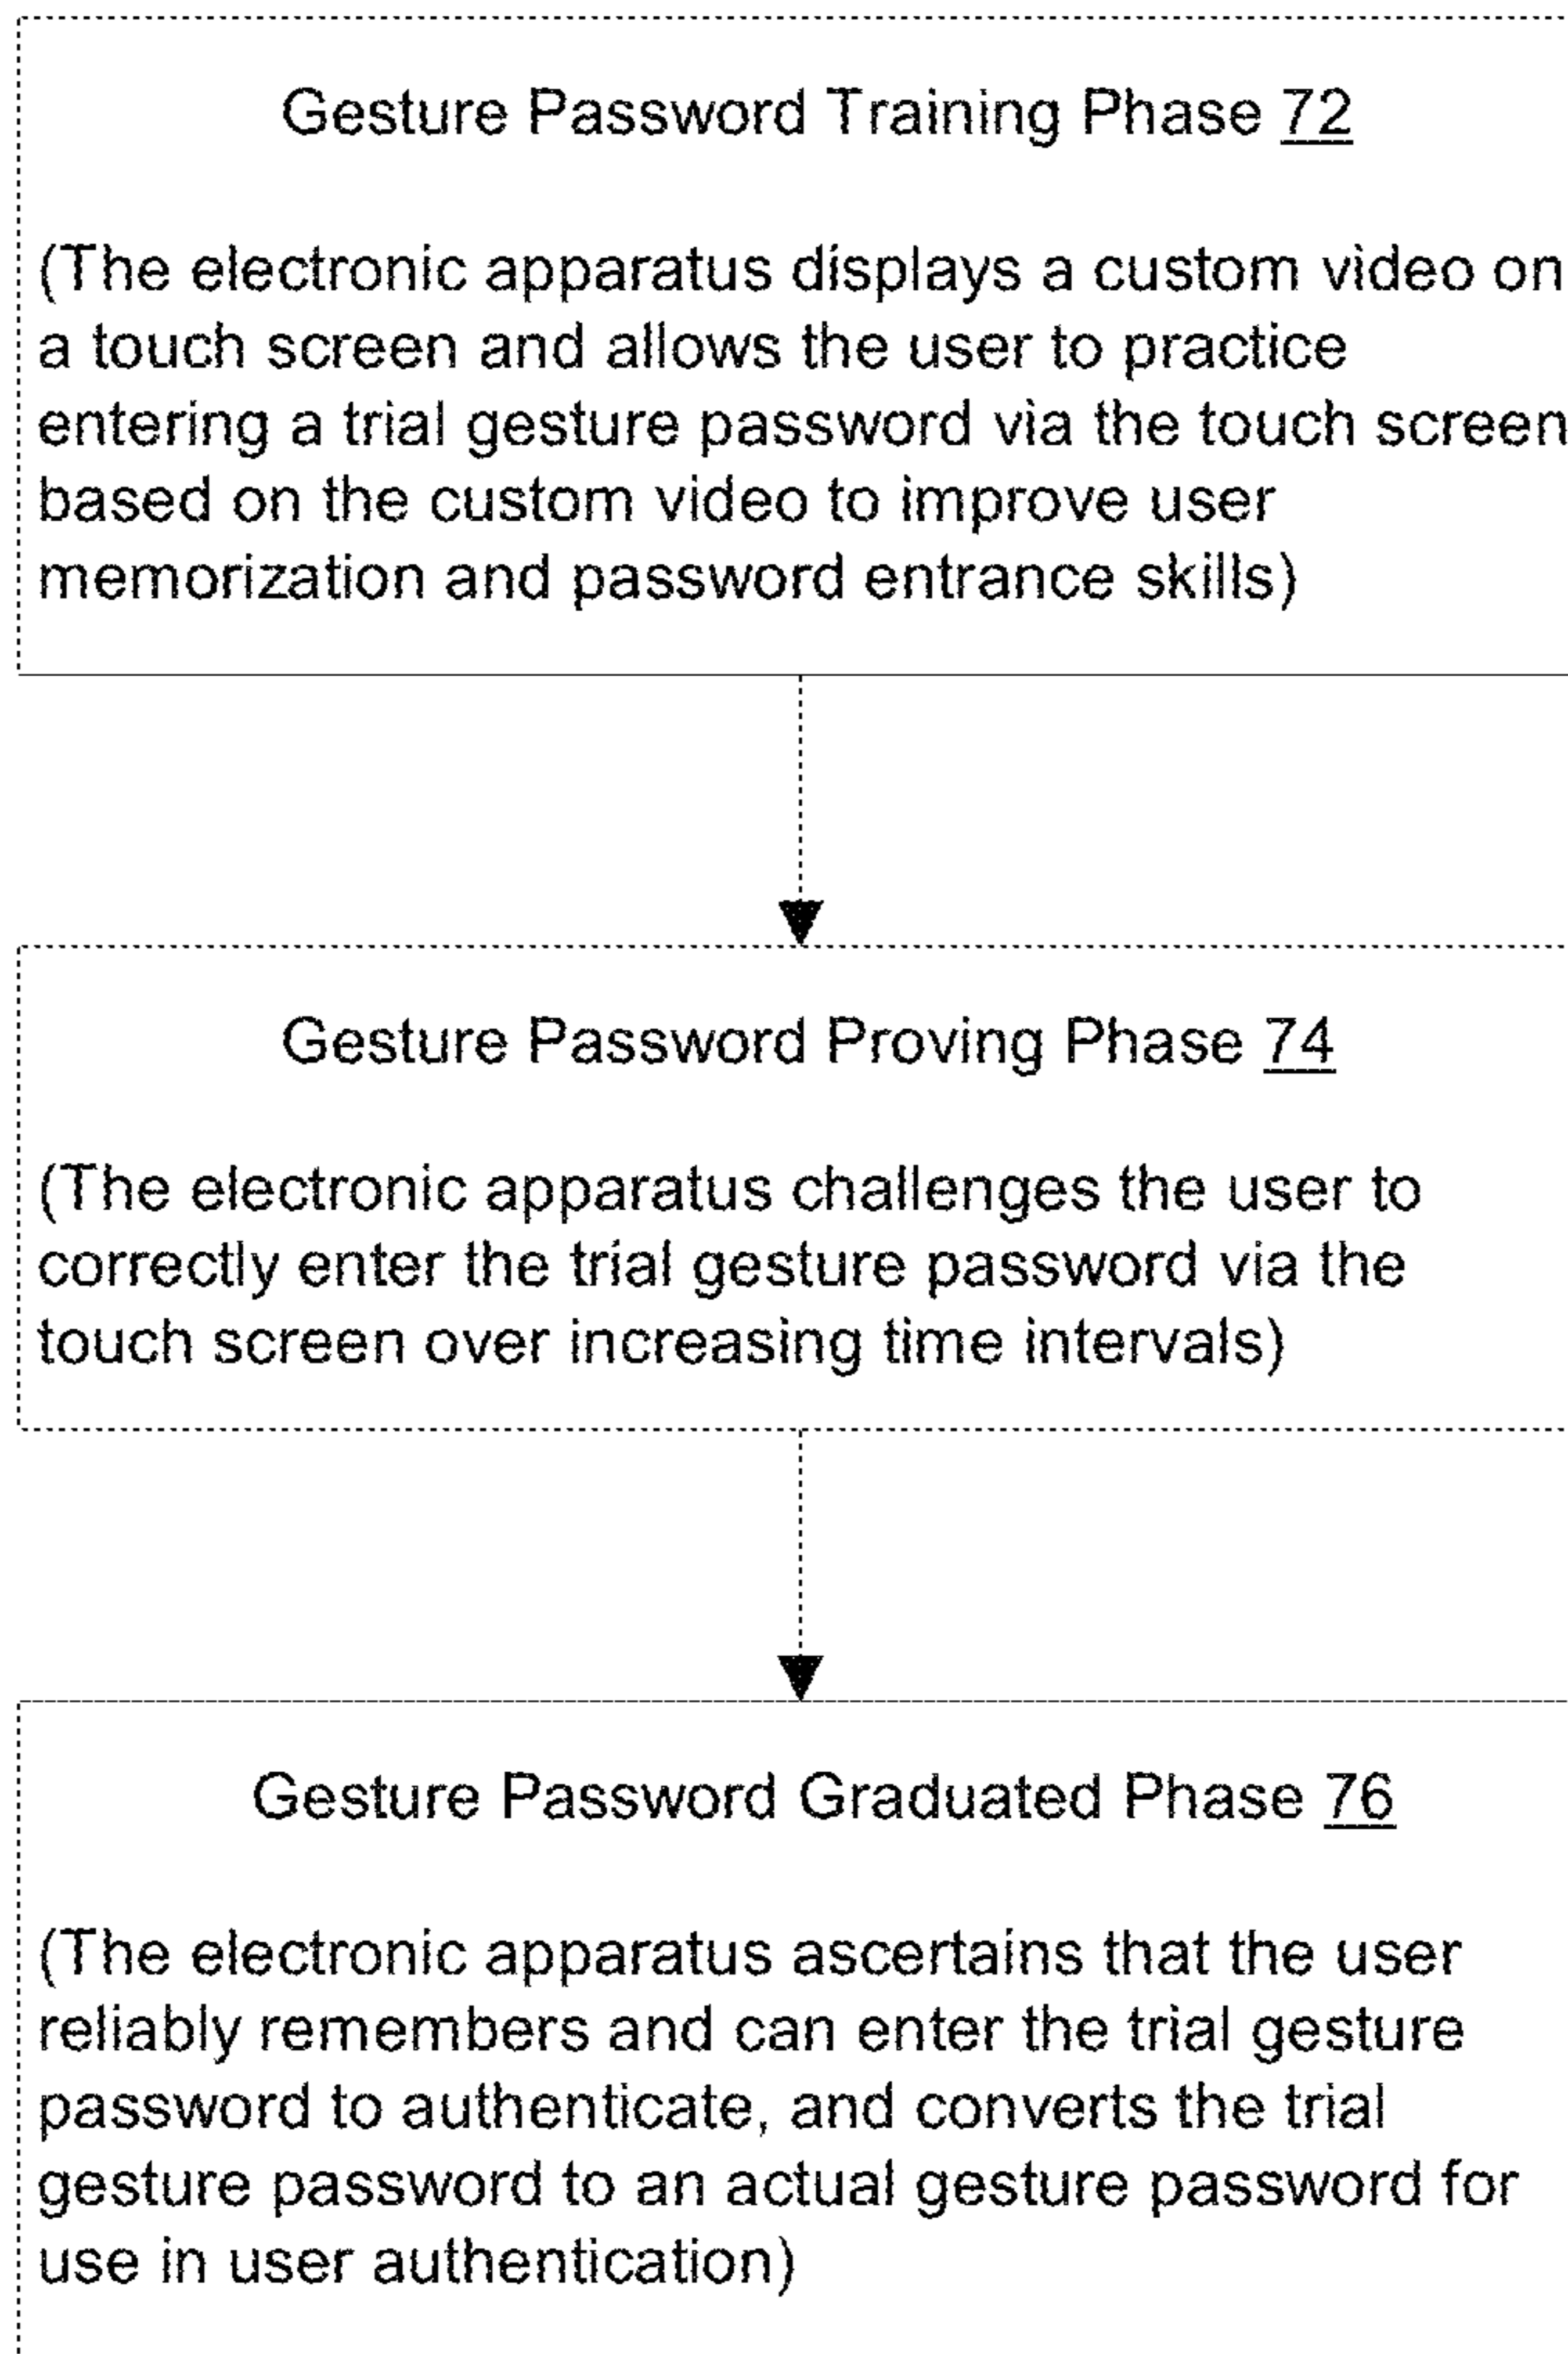 Gesture Password Training Phase 72
(The electronic apparatus displays a custom video on
a touch screen and allows the user to practice
entering a trial gesture password via the touch screen
based on the custom video to improve user
memorization and password entrance skills)
Gesture Password Proving Phase 74
(The electronic apparatus challenges the user to
correctly enter the trial gesture password via the
touch screen over increasing time intervals)
Gesture Password Graduated Phase 76
(The electronic apparatus ascertains that the user
reliably remembers and can enter the trial gesture
password to authenticate, and converts the trial
gesture password to an actual gesture password for
use in user authentication)